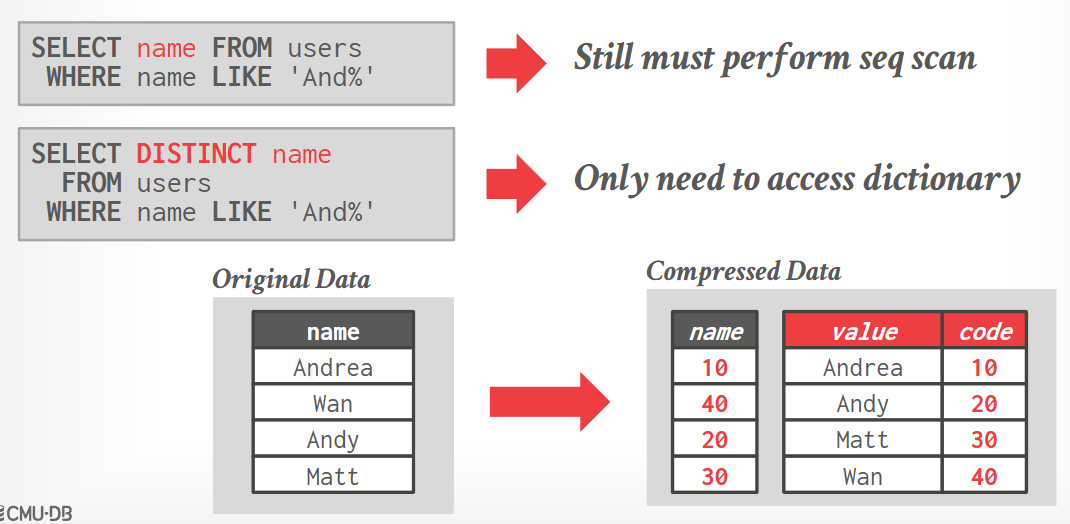 SELECT name FROM users
WHERE name LIKE 'And%'
Still must perform seq scan
SELECT DISTINCT name
FROM users
WHERE name LIKE 'And%'
Only need to access dictionary
Original Data
name
Andrea
Wan
Andy
Matt
Compressed Data
name
10
40
20
30
value code
Andrea 10
Andy 20
Matt 30
Wan 40
CMU·DB